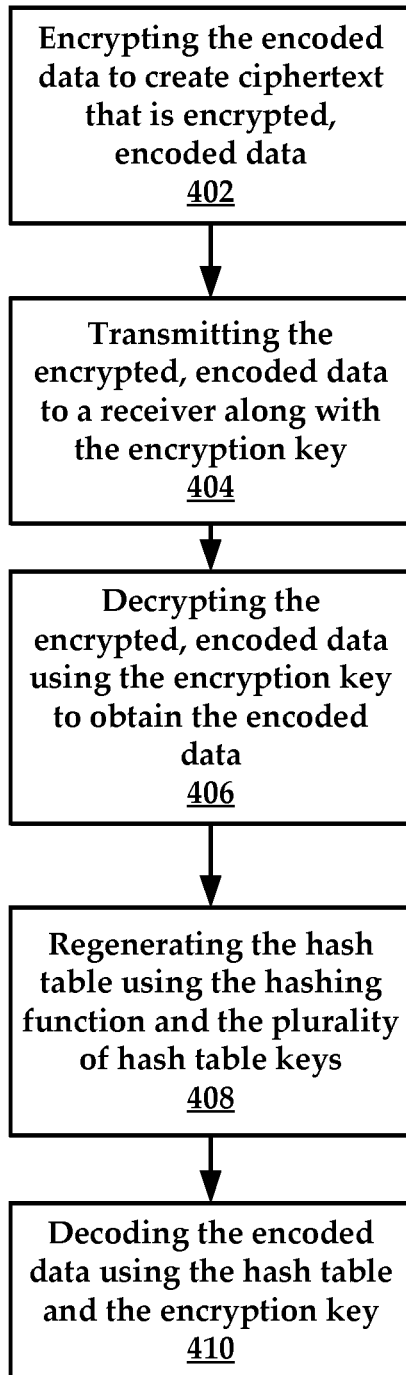 Encrypting the encoded
data to create ciphertext
that is encrypted,
encoded data
402
Transmitting the
encrypted, encoded data
to a receiver along with
the encryption key
404
Decrypting the
encrypted, encoded data
using the encryption key
to obtain the encoded
data
406
Regenerating the hash
table using the hashing
function and the plurality
of hash table keys
408
Decoding the encoded
data using the hash table
and the encryption key
410